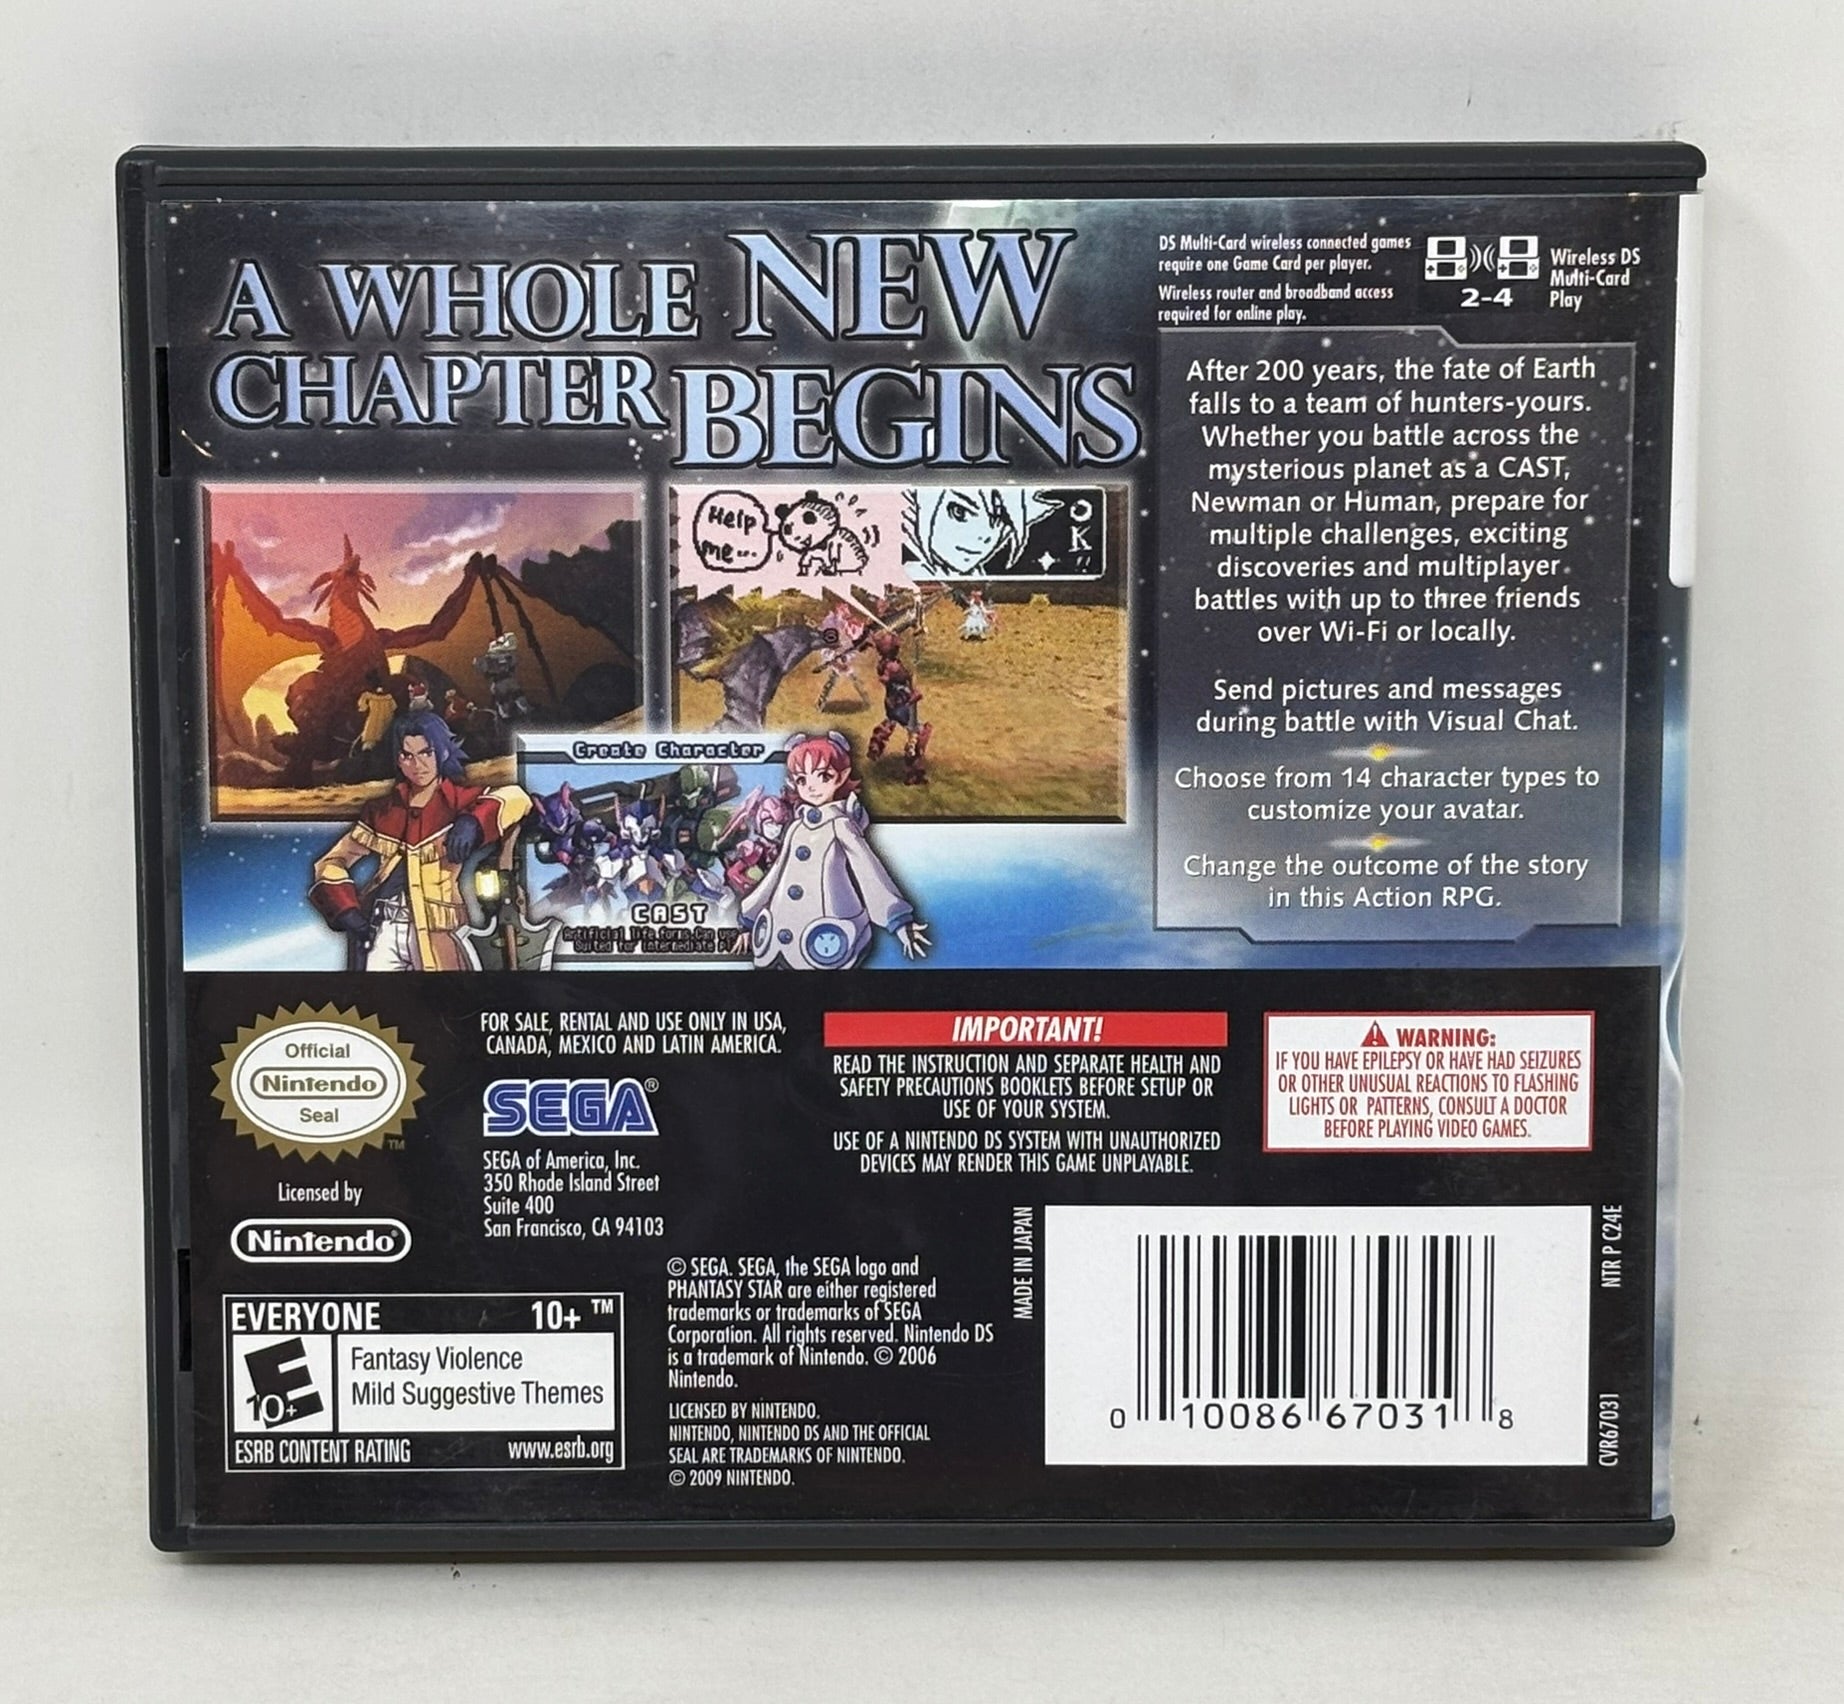 A WHOLE NEW
CHAPTER BEGINS
DS Multi-Card wireless connected games
require one Game Card per player.
Wireless router and broadband access
required for online play.
2-4
Wireless DS
Multi-Card
Play
After 200 years, the fate of Earth
falls to a team of hunters-yours.
Whether you battle across the
mysterious planet as a CAST,
Newman or Human, prepare for
multiple challenges, exciting
discoveries and multiplayer
battles with up to three friends
over Wi-Fi or locally.
Send pictures and messages
during battle with Visual Chat.
Choose from 14 character types to
customize your avatar.
Change the outcome of the story
in this Action RPG.
Help
me...
OK!!
Create Character
CAST
Artificial life forms. Can use
Suited for intermediate
Official
Nintendo
Seal
TM
Licensed by
Nintendo®
EVERYONE 10+ ™
E
10+
Fantasy Violence
Mild Suggestive Themes
ESRB CONTENT RATING www.esrb.org
FOR SALE, RENTAL AND USE ONLY IN USA,
CANADA, MEXICO AND LATIN AMERICA.
SEGA®
SEGA of America, Inc.
350 Rhode Island Street
Suite 400
San Francisco, CA 94103
© SEGA. SEGA, the SEGA logo and
PHANTASY STAR are either registered
trademarks or trademarks of SEGA
Corporation. All rights reserved. Nintendo DS
is a trademark of Nintendo. © 2006
Nintendo.
LICENSED BY NINTENDO.
NINTENDO, NINTENDO DS AND THE OFFICIAL
SEAL ARE TRADEMARKS OF NINTENDO.
© 2009 NINTENDO.
IMPORTANT!
READ THE INSTRUCTION AND SEPARATE HEALTH AND
SAFETY PRECAUTIONS BOOKLETS BEFORE SETUP OR
USE OF YOUR SYSTEM.
USE OF A NINTENDO DS SYSTEM WITH UNAUTHORIZED
DEVICES MAY RENDER THIS GAME UNPLAYABLE.
WARNING:
IF YOU HAVE EPILEPSY OR HAVE HAD SEIZURES
OR OTHER UNUSUAL REACTIONS TO FLASHING
LIGHTS OR PATTERNS, CONSULT A DOCTOR
BEFORE PLAYING VIDEO GAMES.
MADE IN JAPAN
0 10086 67031 8
NTR P C24E
CVR67031